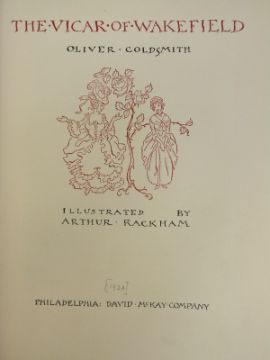 THE·VICAR·OF·WAKEFIELD
OLIVER·GOLDSMITH
ILLUSTRATED BY
ARTHUR·RACKHAM
[1929]
PHILADELPHIA: DAVID·McKAY·COMPANY